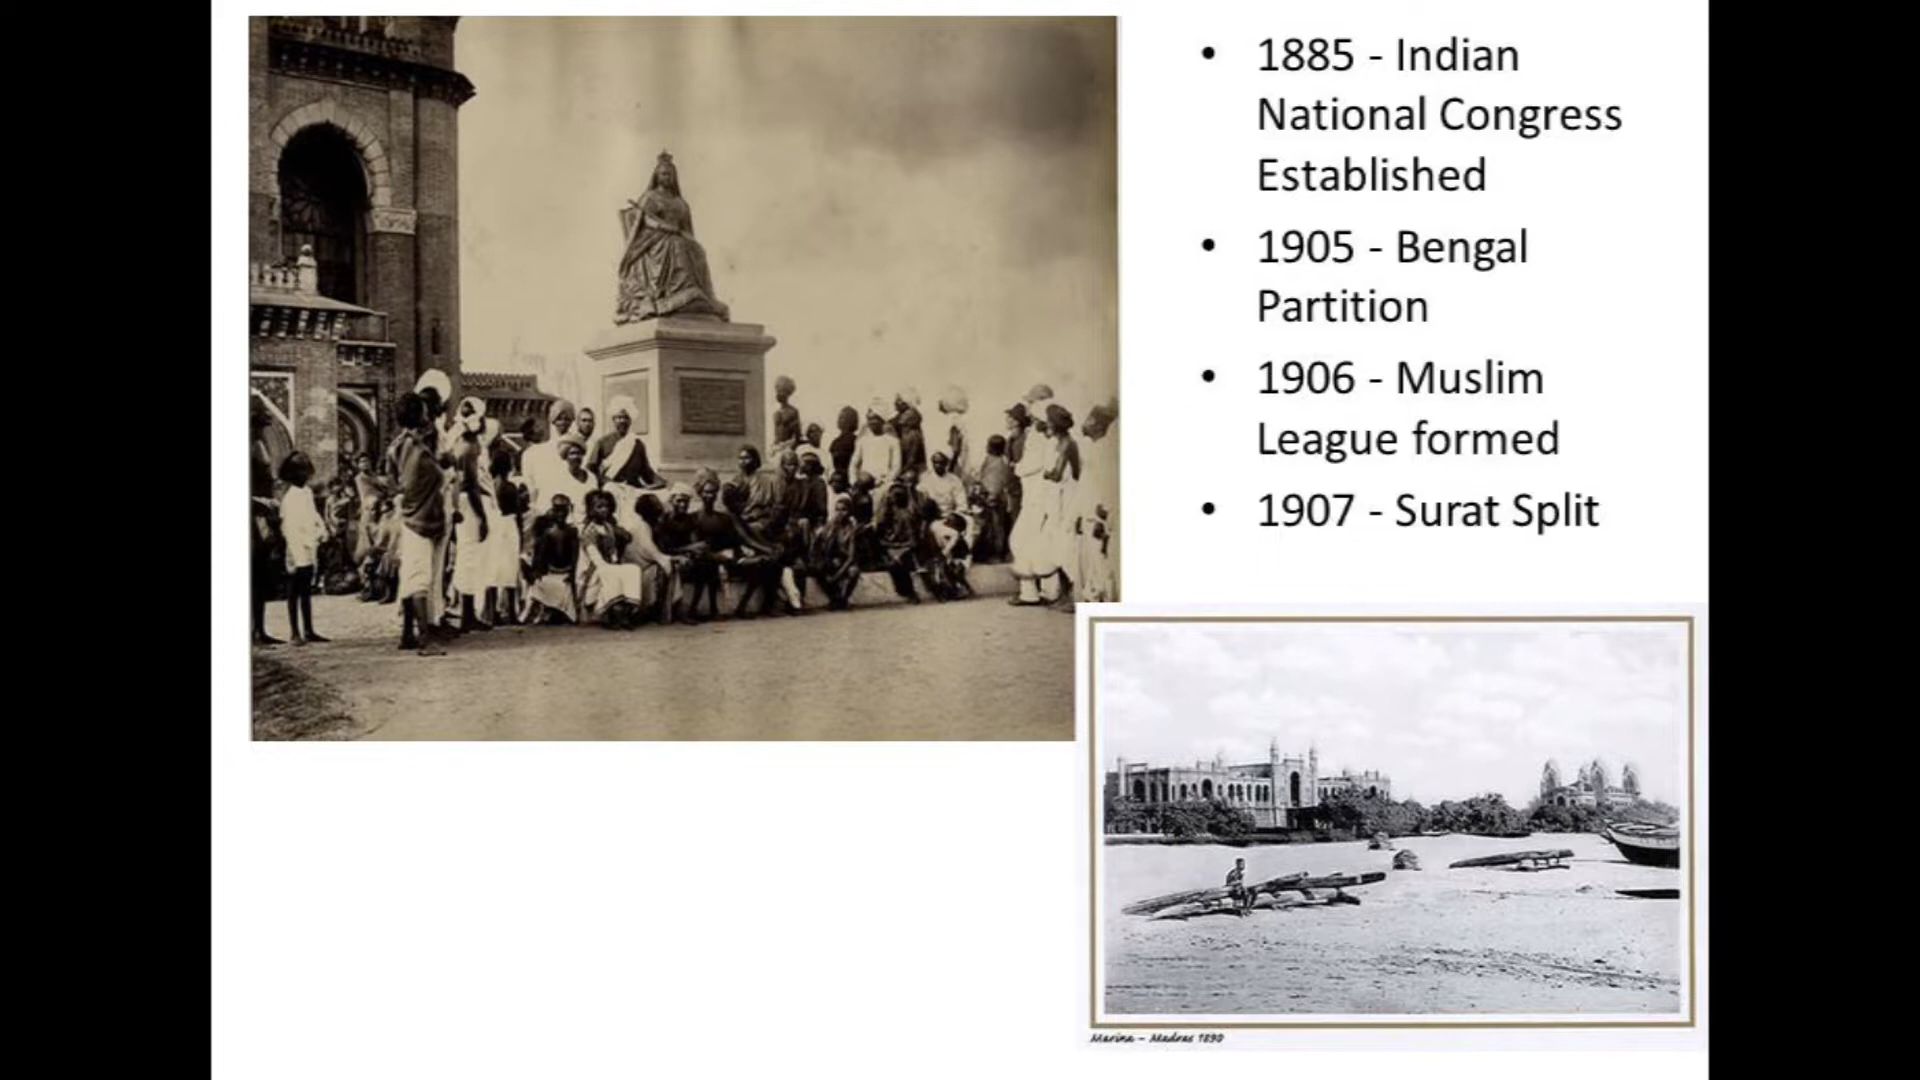 • 1885 - Indian
National Congress
Established
• 1905 - Bengal
Partition
• 1906 - Muslim
League formed
• 1907 - Surat Split
Marina - Madras 1890